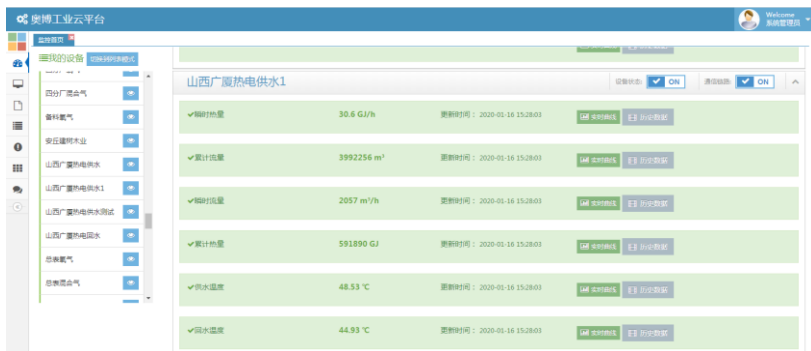 奥博工业云平台
Welcome
系统管理员
监控首页
我的设备 切换到列表模式
四分厂混合气
鲁科氧气
安丘建树木业
山西广厦热电供水
山西广厦热电供水1
山西广厦热电供水测试
山西广厦热电回水
总表氧气
总表混合气
山西广厦热电供水1
设备状态: ON 通信链路: ON
瞬时热量 30.6 GJ/h 更新时间： 2020-01-16 15:28:03 实时曲线 历史数据
累计流量 3992256 m³ 更新时间： 2020-01-16 15:28:03 实时曲线 历史数据
瞬时流量 2057 m³/h 更新时间： 2020-01-16 15:28:03 实时曲线 历史数据
累计热量 591890 GJ 更新时间： 2020-01-16 15:28:03 实时曲线 历史数据
供水温度 48.53 ℃ 更新时间： 2020-01-16 15:28:03 实时曲线 历史数据
回水温度 44.93 ℃ 更新时间： 2020-01-16 15:28:03 实时曲线 历史数据